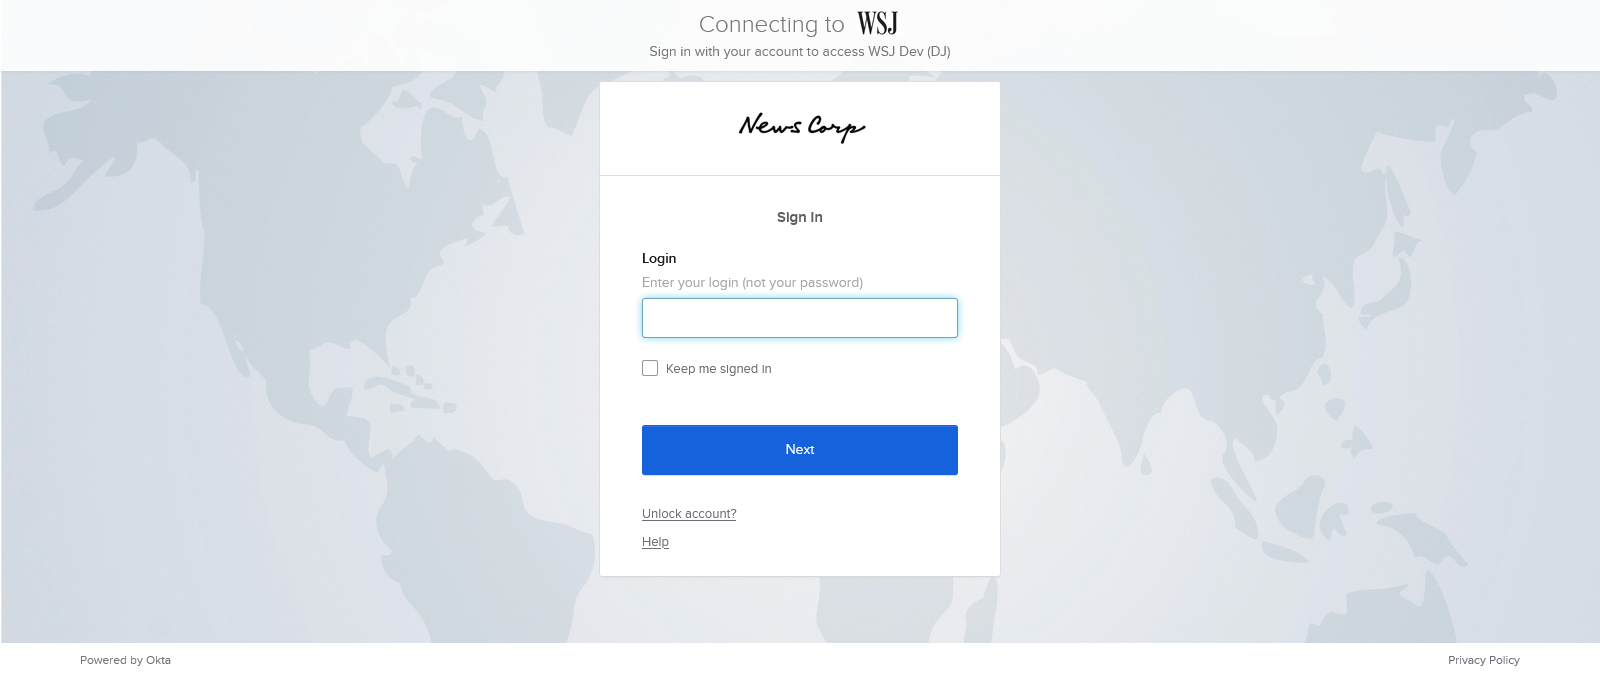 Connecting to WSJ
Sign in with your account to access WSJ Dev (DJ)
News Corp
Sign In
Login
Enter your login (not your password)
Keep me signed in
Next
Unlock account?
Help
Powered by Okta
Privacy Policy